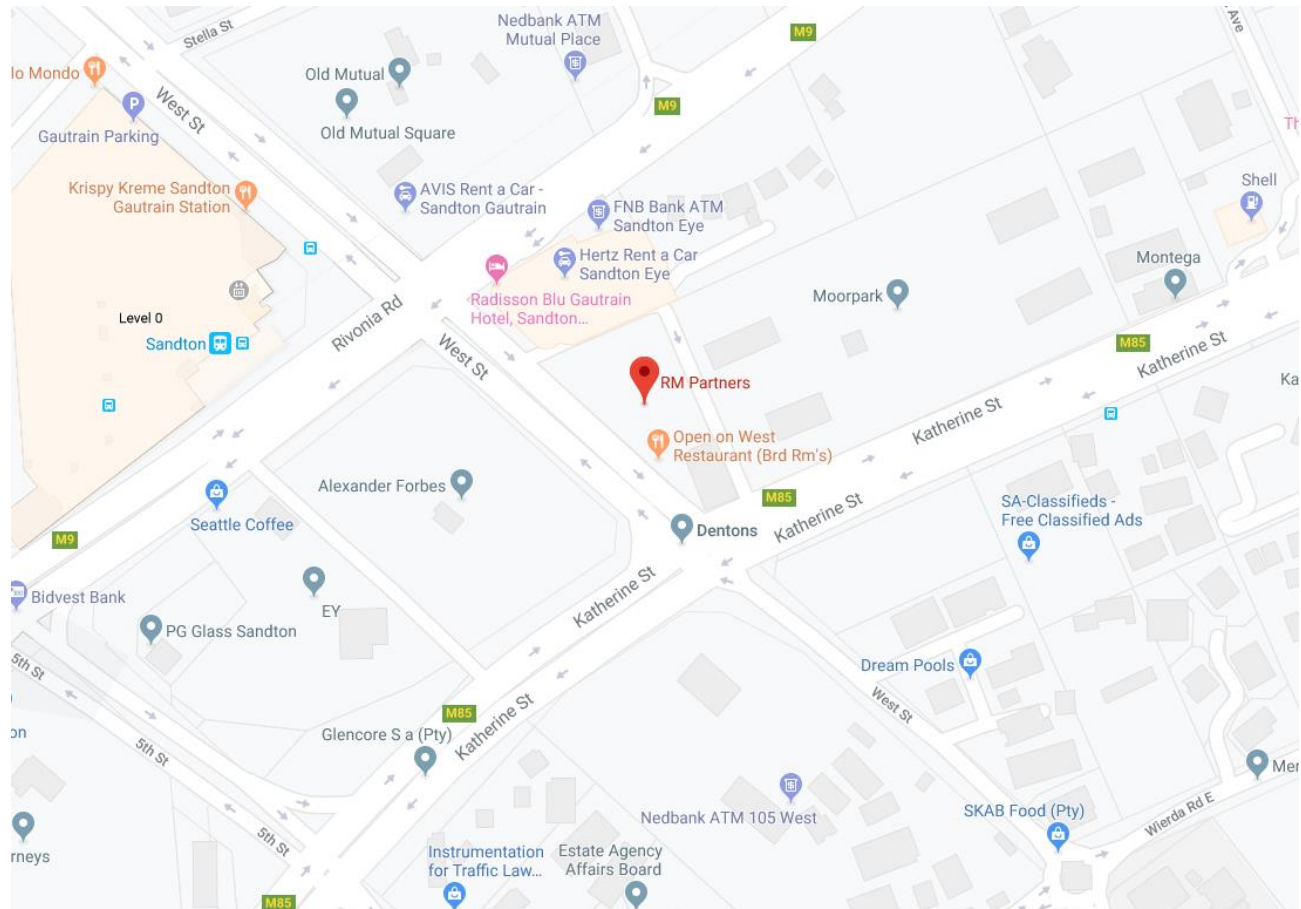 Nedbank ATM
Mutual Place
M9
Ave
Stella St
lo Mondo
Old Mutual
West St
M9
Gautrain Parking
Old Mutual Square
Th
Krispy Kreme Sandton
Gautrain Station
AVIS Rent a Car -
Sandton Gautrain
FNB Bank ATM
Sandton Eye
Shell
Hertz Rent a Car
Sandton Eye
Montega
Radisson Blu Gautrain
Hotel, Sandton...
Moorpark
Level 0
Rivonia Rd
Sandton
West St
M85
Katherine St
RM Partners
Ka
Katherine St
Open on West
Restaurant (Brd Rm's)
Alexander Forbes
M85
SA-Classifieds -
Free Classified Ads
Seattle Coffee
Dentons
Katherine St
M9
Bidvest Bank
EY
Katherine St
PG Glass Sandton
5th St
Dream Pools
West St
M85
Katherine St
on
Glencore S a (Pty)
5th St
Mer
Nedbank ATM 105 West
SKAB Food (Pty)
Wierda Rd E
5th St
rneys
Instrumentation
for Traffic Law...
Estate Agency
Affairs Board
M85